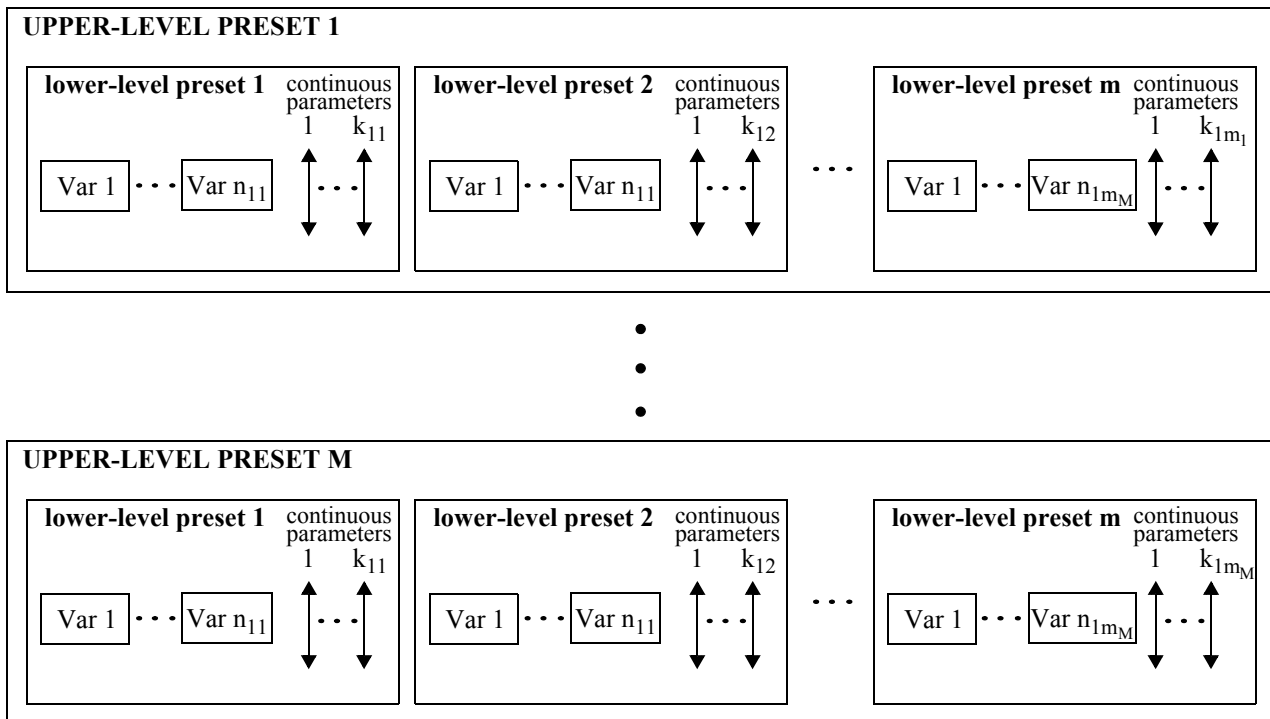 UPPER-LEVEL PRESET 1
lower-level preset 1 continuous parameters
1 k₁₁
Var 1 · · · Var n₁₁
lower-level preset 2 continuous parameters
1 k₁₂
Var 1 · · · Var n₁₁
· · ·
lower-level preset m continuous parameters
1 k₁ₘ₁
Var 1 · · · Var n₁ₘ_M
UPPER-LEVEL PRESET M
lower-level preset 1 continuous parameters
1 k₁₁
Var 1 · · · Var n₁₁
lower-level preset 2 continuous parameters
1 k₁₂
Var 1 · · · Var n₁₁
· · ·
lower-level preset m continuous parameters
1 k₁ₘ_M
Var 1 · · · Var n₁ₘ_M